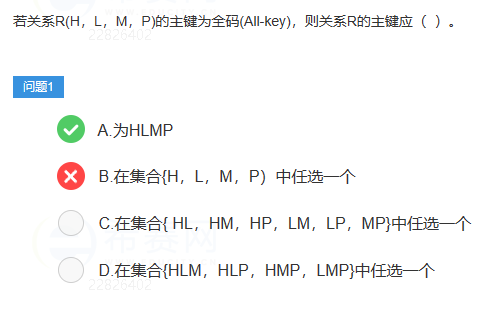 若关系R(H，L，M，P)的主键为全码(All-key)，则关系R的主键应（ ）。
22826402
问题1
A.为HLMP
B.在集合{H，L，M，P）中任选一个
C.在集合{ HL，HM，HP，LM，LP，MP}中任选一个
希赛网
D.在集合{HLM，HLP，HMP，LMP}中任选一个
22826402